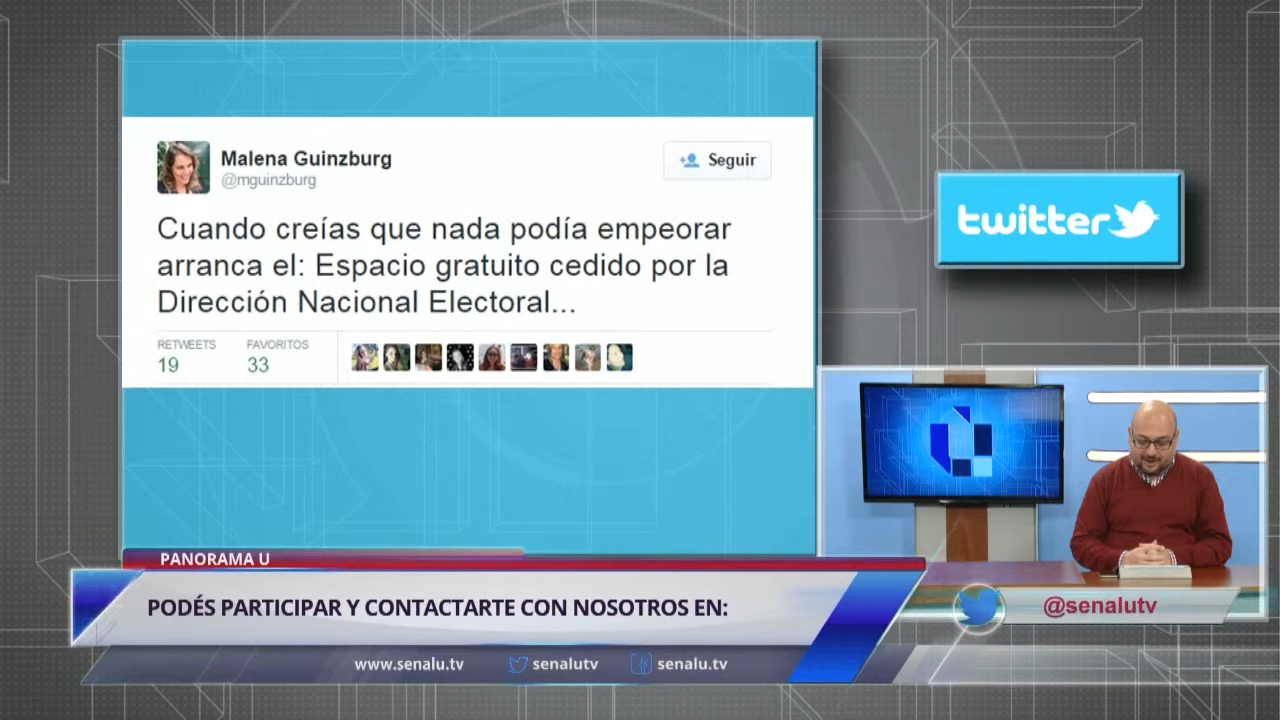 Malena Guinzburg
@mguinzburg
Seguir
Cuando creías que nada podía empeorar
arranca el: Espacio gratuito cedido por la
Dirección Nacional Electoral...
RETWEETS FAVORITOS
19 33
twitter
PANORAMA U
PODÉS PARTICIPAR Y CONTACTARTE CON NOSOTROS EN:
@senalutv
www.senalu.tv senalutv senalu.tv